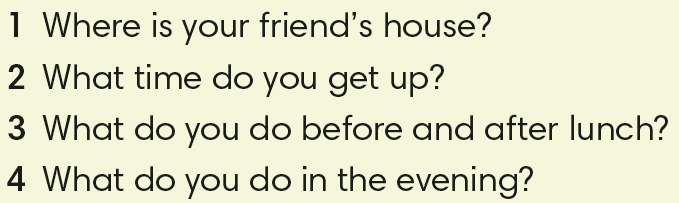 1 Where is your friend’s house?
2 What time do you get up?
3 What do you do before and after lunch?
4 What do you do in the evening?